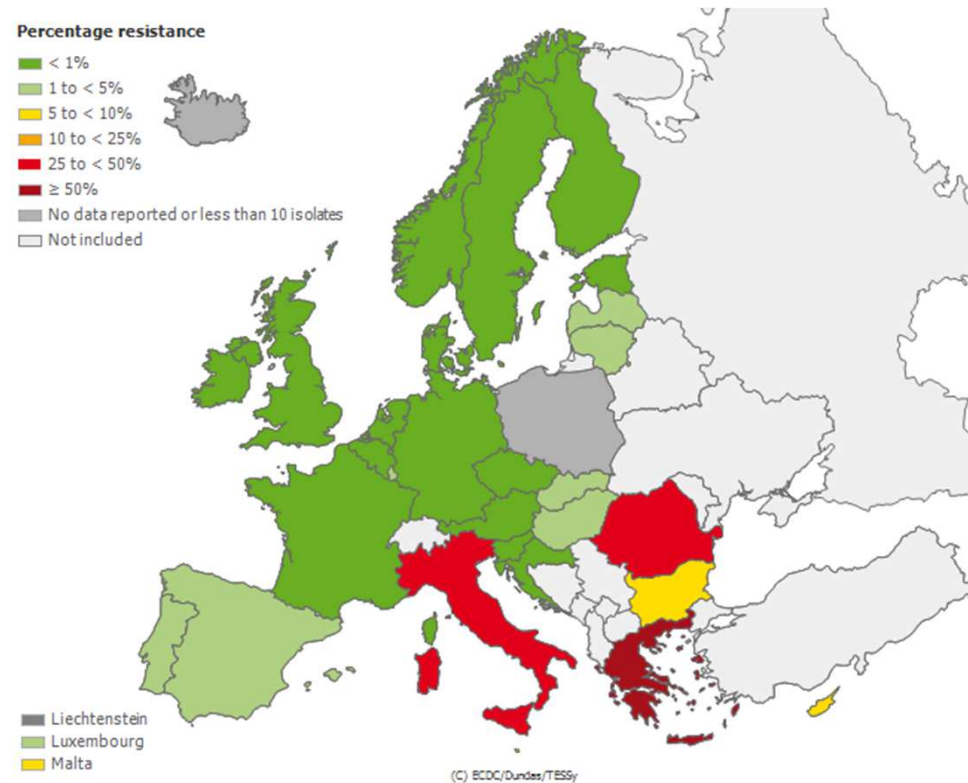 Percentage resistance
< 1%
1 to < 5%
5 to < 10%
10 to < 25%
25 to < 50%
≥ 50%
No data reported or less than 10 isolates
Not included
Liechtenstein
Luxembourg
Malta
(C) ECDC/Dundas/TESSy